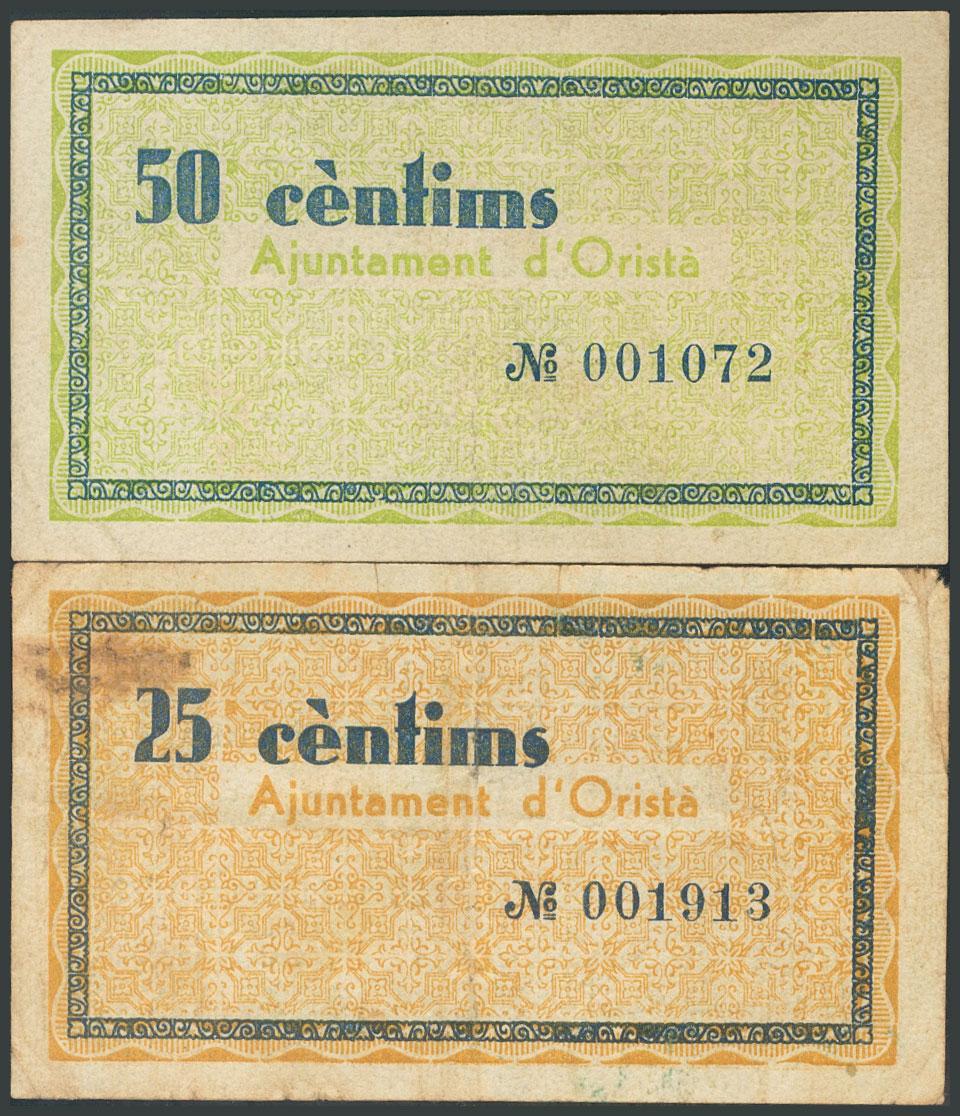 50 cèntims
Ajuntament d'Oristà
№ 001072
25 cèntims
Ajuntament d'Oristà
№ 001913